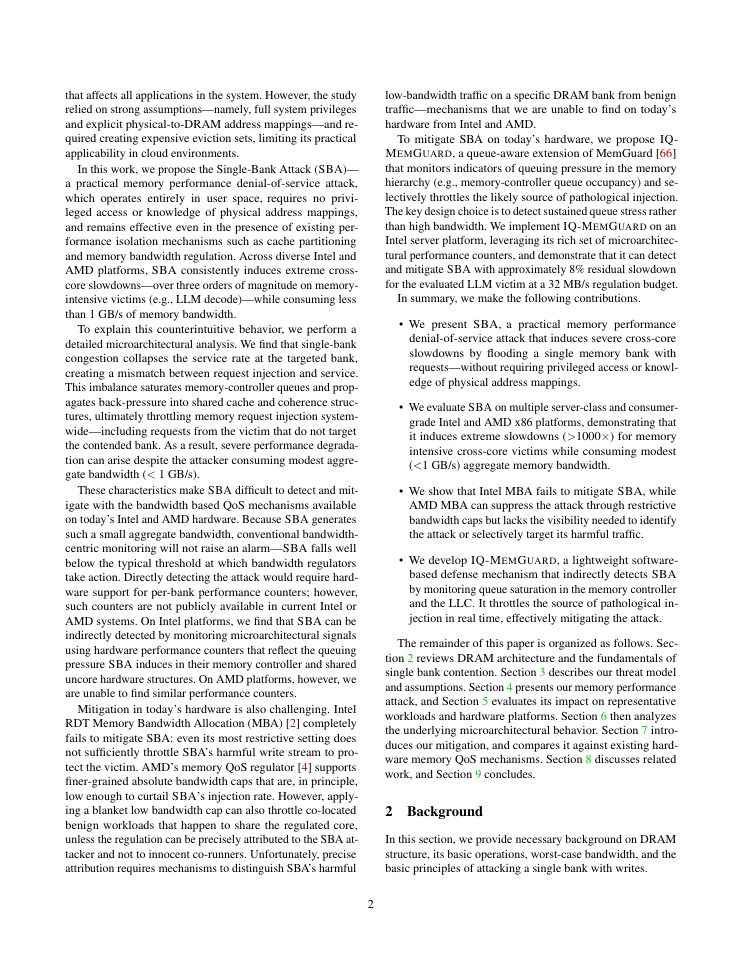 that affects all applications in the system. However, the study
relied on strong assumptions—namely, full system privileges
and explicit physical-to-DRAM address mappings—and re-
quired creating expensive eviction sets, limiting its practical
applicability in cloud environments.
In this work, we propose the Single-Bank Attack (SBA)—
a practical memory performance denial-of-service attack,
which operates entirely in user space, requires no privi-
leged access or knowledge of physical address mappings,
and remains effective even in the presence of existing per-
formance isolation mechanisms such as cache partitioning
and memory bandwidth regulation. Across diverse Intel and
AMD platforms, SBA consistently induces extreme cross-
core slowdowns—over three orders of magnitude on memory-
intensive victims (e.g., LLM decode)—while consuming less
than 1 GB/s of memory bandwidth.
To explain this counterintuitive behavior, we perform a
detailed microarchitectural analysis. We find that single-bank
congestion collapses the service rate at the targeted bank,
creating a mismatch between request injection and service.
This imbalance saturates memory-controller queues and prop-
agates back-pressure into shared cache and coherence struc-
tures, ultimately throttling memory request injection system-
wide—including requests from the victim that do not target
the contended bank. As a result, severe performance degrada-
tion can arise despite the attacker consuming modest aggre-
gate bandwidth (< 1 GB/s).
These characteristics make SBA difficult to detect and mit-
igate with the bandwidth based QoS mechanisms available
on today's Intel and AMD hardware. Because SBA generates
such a small aggregate bandwidth, conventional bandwidth-
centric monitoring will not raise an alarm—SBA falls well
below the typical threshold at which bandwidth regulators
take action. Directly detecting the attack would require hard-
ware support for per-bank performance counters; however,
such counters are not publicly available in current Intel or
AMD systems. On Intel platforms, we find that SBA can be
indirectly detected by monitoring microarchitectural signals
using hardware performance counters that reflect the queuing
pressure SBA induces in their memory controller and shared
uncore hardware structures. On AMD platforms, however, we
are unable to find similar performance counters.
Mitigation in today's hardware is also challenging. Intel
RDT Memory Bandwidth Allocation (MBA) [2] completely
fails to mitigate SBA: even its most restrictive setting does
not sufficiently throttle SBA's harmful write stream to pro-
tect the victim. AMD's memory QoS regulator [4] supports
finer-grained absolute bandwidth caps that are, in principle,
low enough to curtail SBA's injection rate. However, apply-
ing a blanket low bandwidth cap can also throttle co-located
benign workloads that happen to share the regulated core,
unless the regulation can be precisely attributed to the SBA at-
tacker and not to innocent co-runners. Unfortunately, precise
attribution requires mechanisms to distinguish SBA's harmful
low-bandwidth traffic on a specific DRAM bank from benign
traffic—mechanisms that we are unable to find on today's
hardware from Intel and AMD.
To mitigate SBA on today's hardware, we propose IQ-
MEMGUARD, a queue-aware extension of MemGuard [66]
that monitors indicators of queuing pressure in the memory
hierarchy (e.g., memory-controller queue occupancy) and se-
lectively throttles the likely source of pathological injection.
The key design choice is to detect sustained queue stress rather
than high bandwidth. We implement IQ-MEMGUARD on an
Intel server platform, leveraging its rich set of microarchitec-
tural performance counters, and demonstrate that it can detect
and mitigate SBA with approximately 8% residual slowdown
for the evaluated LLM victim at a 32 MB/s regulation budget.
In summary, we make the following contributions.
• We present SBA, a practical memory performance
denial-of-service attack that induces severe cross-core
slowdowns by flooding a single memory bank with
requests—without requiring privileged access or knowl-
edge of physical address mappings.
• We evaluate SBA on multiple server-class and consumer-
grade Intel and AMD x86 platforms, demonstrating that
it induces extreme slowdowns (>1000×) for memory
intensive cross-core victims while consuming modest
(<1 GB/s) aggregate memory bandwidth.
• We show that Intel MBA fails to mitigate SBA, while
AMD MBA can suppress the attack through restrictive
bandwidth caps but lacks the visibility needed to identify
the attack or selectively target its harmful traffic.
• We develop IQ-MEMGUARD, a lightweight software-
based defense mechanism that indirectly detects SBA
by monitoring queue saturation in the memory controller
and the LLC. It throttles the source of pathological in-
jection in real time, effectively mitigating the attack.
The remainder of this paper is organized as follows. Sec-
tion 2 reviews DRAM architecture and the fundamentals of
single bank contention. Section 3 describes our threat model
and assumptions. Section 4 presents our memory performance
attack, and Section 5 evaluates its impact on representative
workloads and hardware platforms. Section 6 then analyzes
the underlying microarchitectural behavior. Section 7 intro-
duces our mitigation, and compares it against existing hard-
ware memory QoS mechanisms. Section 8 discusses related
work, and Section 9 concludes.
2 Background
In this section, we provide necessary background on DRAM
structure, its basic operations, worst-case bandwidth, and the
basic principles of attacking a single bank with writes.
2